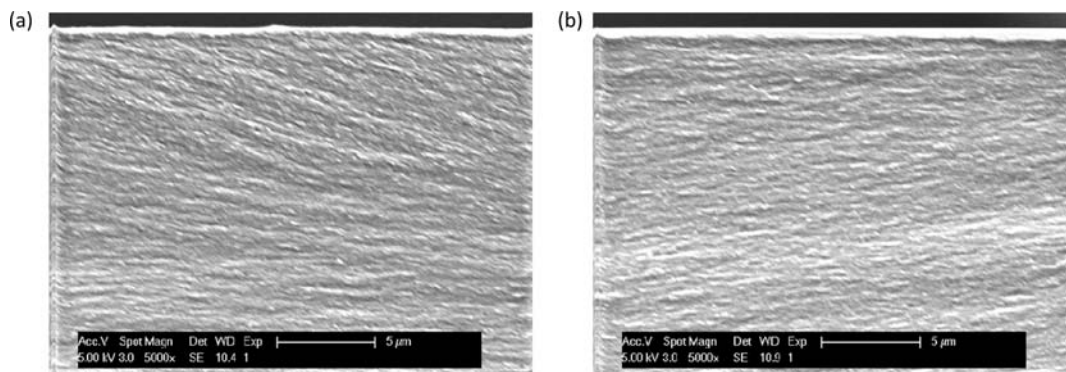 (a)
Acc.V Spot Magn Det WD Exp 5 µm
5.00 kV 3.0 5000x SE 10.4 1
(b)
Acc.V Spot Magn Det WD Exp 5 µm
5.00 kV 3.0 5000x SE 10.9 1